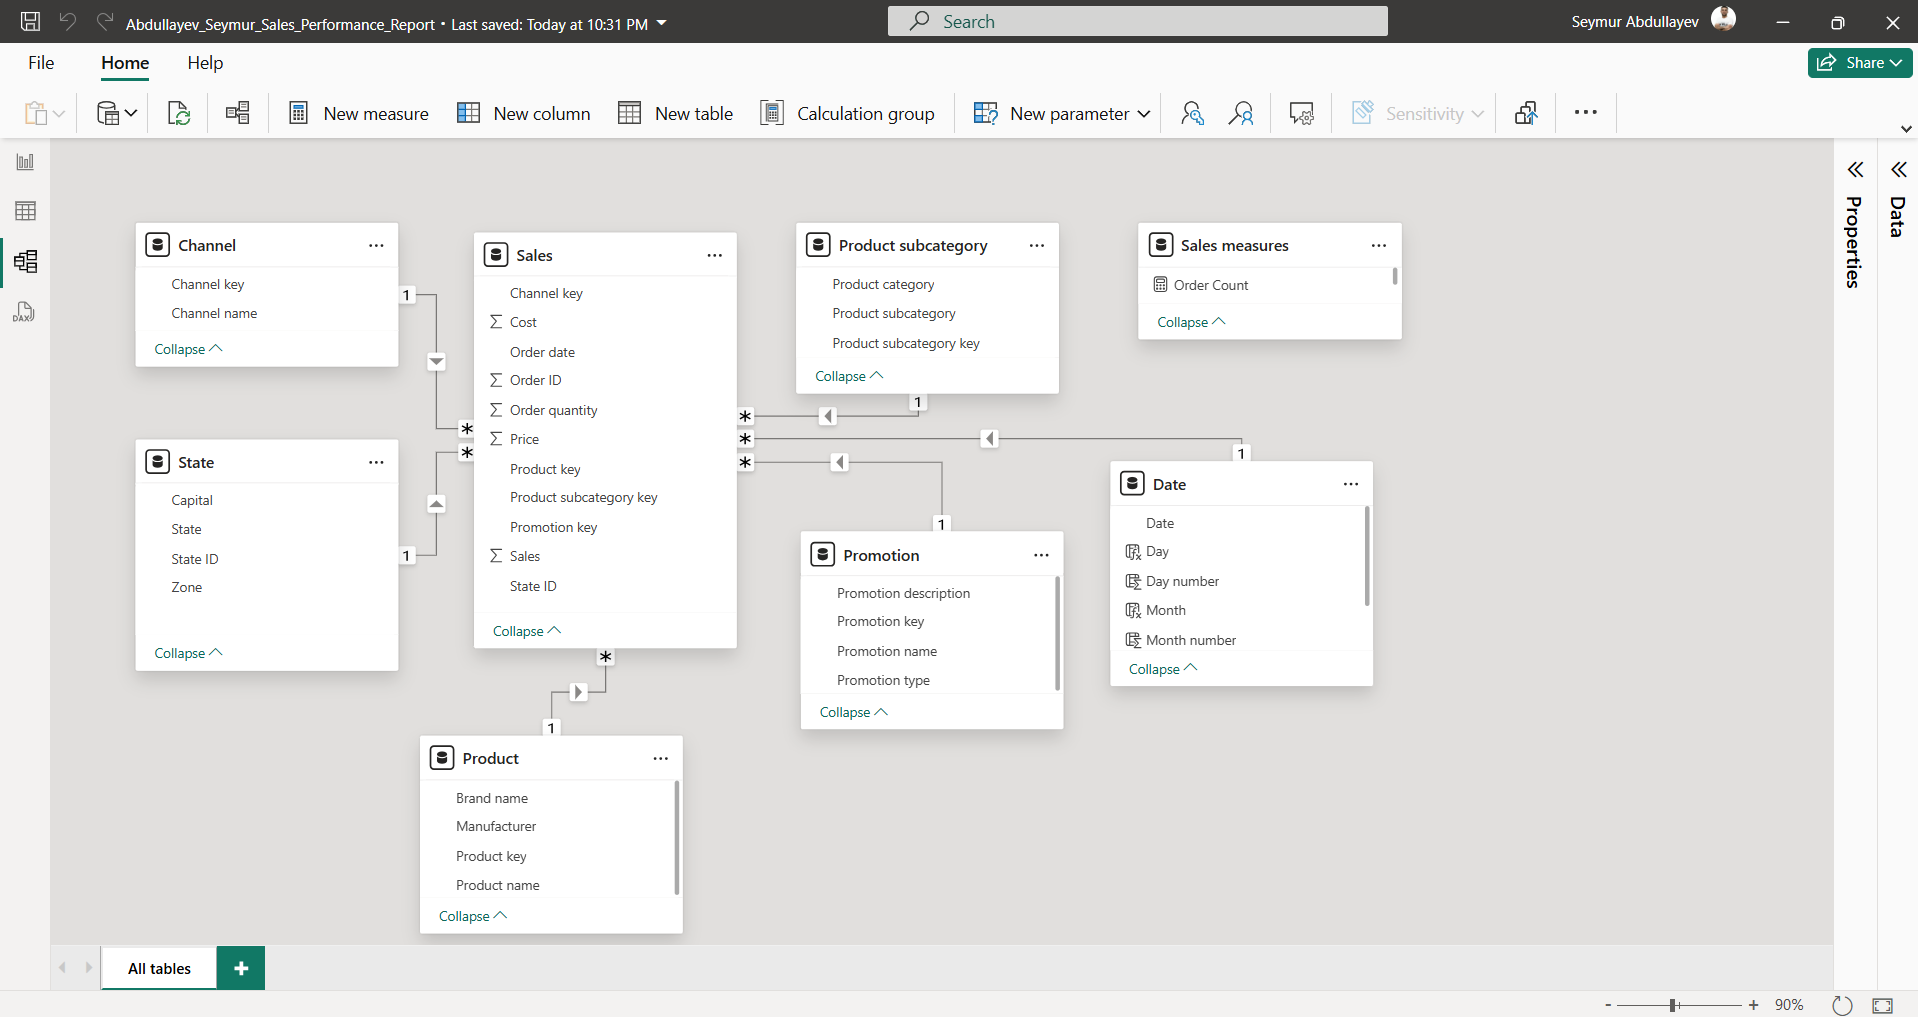 Abdullayev_Seymur_Sales_Performance_Report • Last saved: Today at 10:31 PM
Search
Seymur Abdullayev
File
Home
Help
Share
New measure
New column
New table
Calculation group
New parameter
Sensitivity
Channel
Channel key
Channel name
Collapse
1
State
Capital
State
State ID
Zone
Collapse
1
Sales
Channel key
Σ Cost
Order date
Σ Order ID
Σ Order quantity
Σ Price
Product key
Product subcategory key
Promotion key
Σ Sales
State ID
Collapse
*
*
*
*
*
*
Product subcategory
Product category
Product subcategory
Product subcategory key
Collapse
1
Sales measures
Order Count
Collapse
1
Date
Date
Day
Day number
Month
Month number
Collapse
1
Promotion
Promotion description
Promotion key
Promotion name
Promotion type
Collapse
1
Product
Brand name
Manufacturer
Product key
Product name
Collapse
Properties
Data
DAX
All tables
+
- + 90%